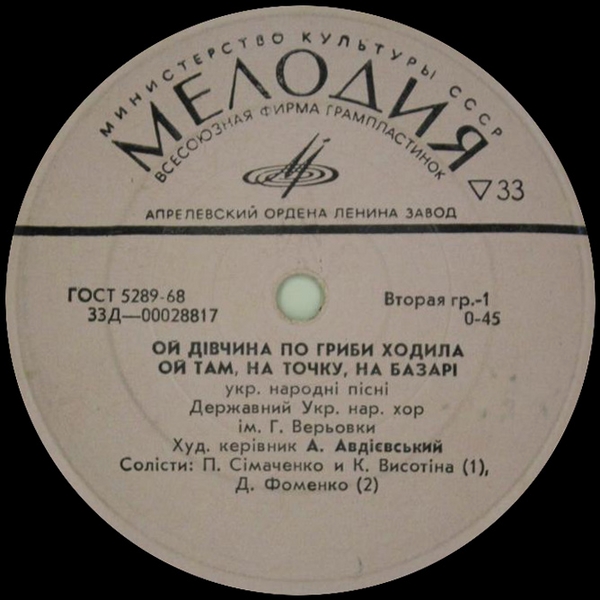 МИНИСТЕРСТВО КУЛЬТУРЫ СССР
МЕЛОДИЯ
ВСЕСОЮЗНАЯ ФИРМА ГРАМПЛАСТИНОК
33
АПРЕЛЕВСКИЙ ОРДЕНА ЛЕНИНА ЗАВОД
ГОСТ 5289-68 Вторая гр.-1
33Д—00028817 0-45
ОЙ ДІВЧИНА ПО ГРИБИ ХОДИЛА
ОЙ ТАМ, НА ТОЧКУ, НА БАЗАРІ
укр. народні пісні
Державний Укр. нар. хор
ім. Г. Верьовки
Худ. керівник А. Авдієвський
Солісти: П. Сімаченко и К. Висотіна (1),
Д. Фоменко (2)